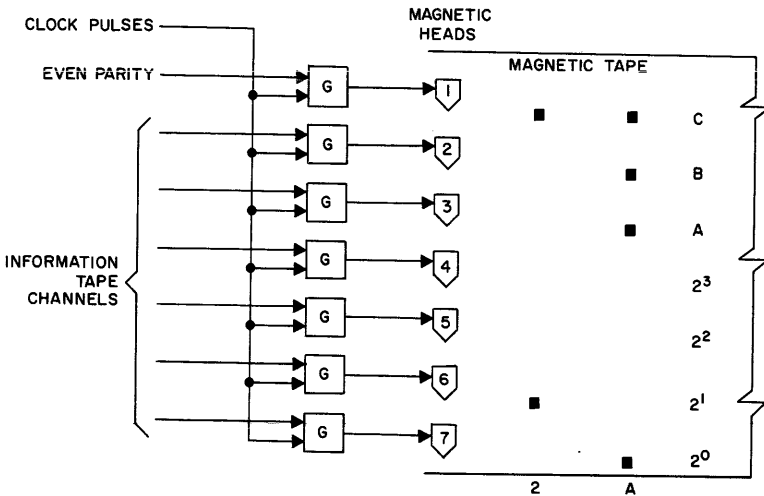 CLOCK PULSES
EVEN PARITY
INFORMATION
TAPE
CHANNELS
G
G
G
G
G
G
G
MAGNETIC
HEADS
1
2
3
4
5
6
7
MAGNETIC TAPE
C
B
A
2³
2²
2¹
2⁰
2 A